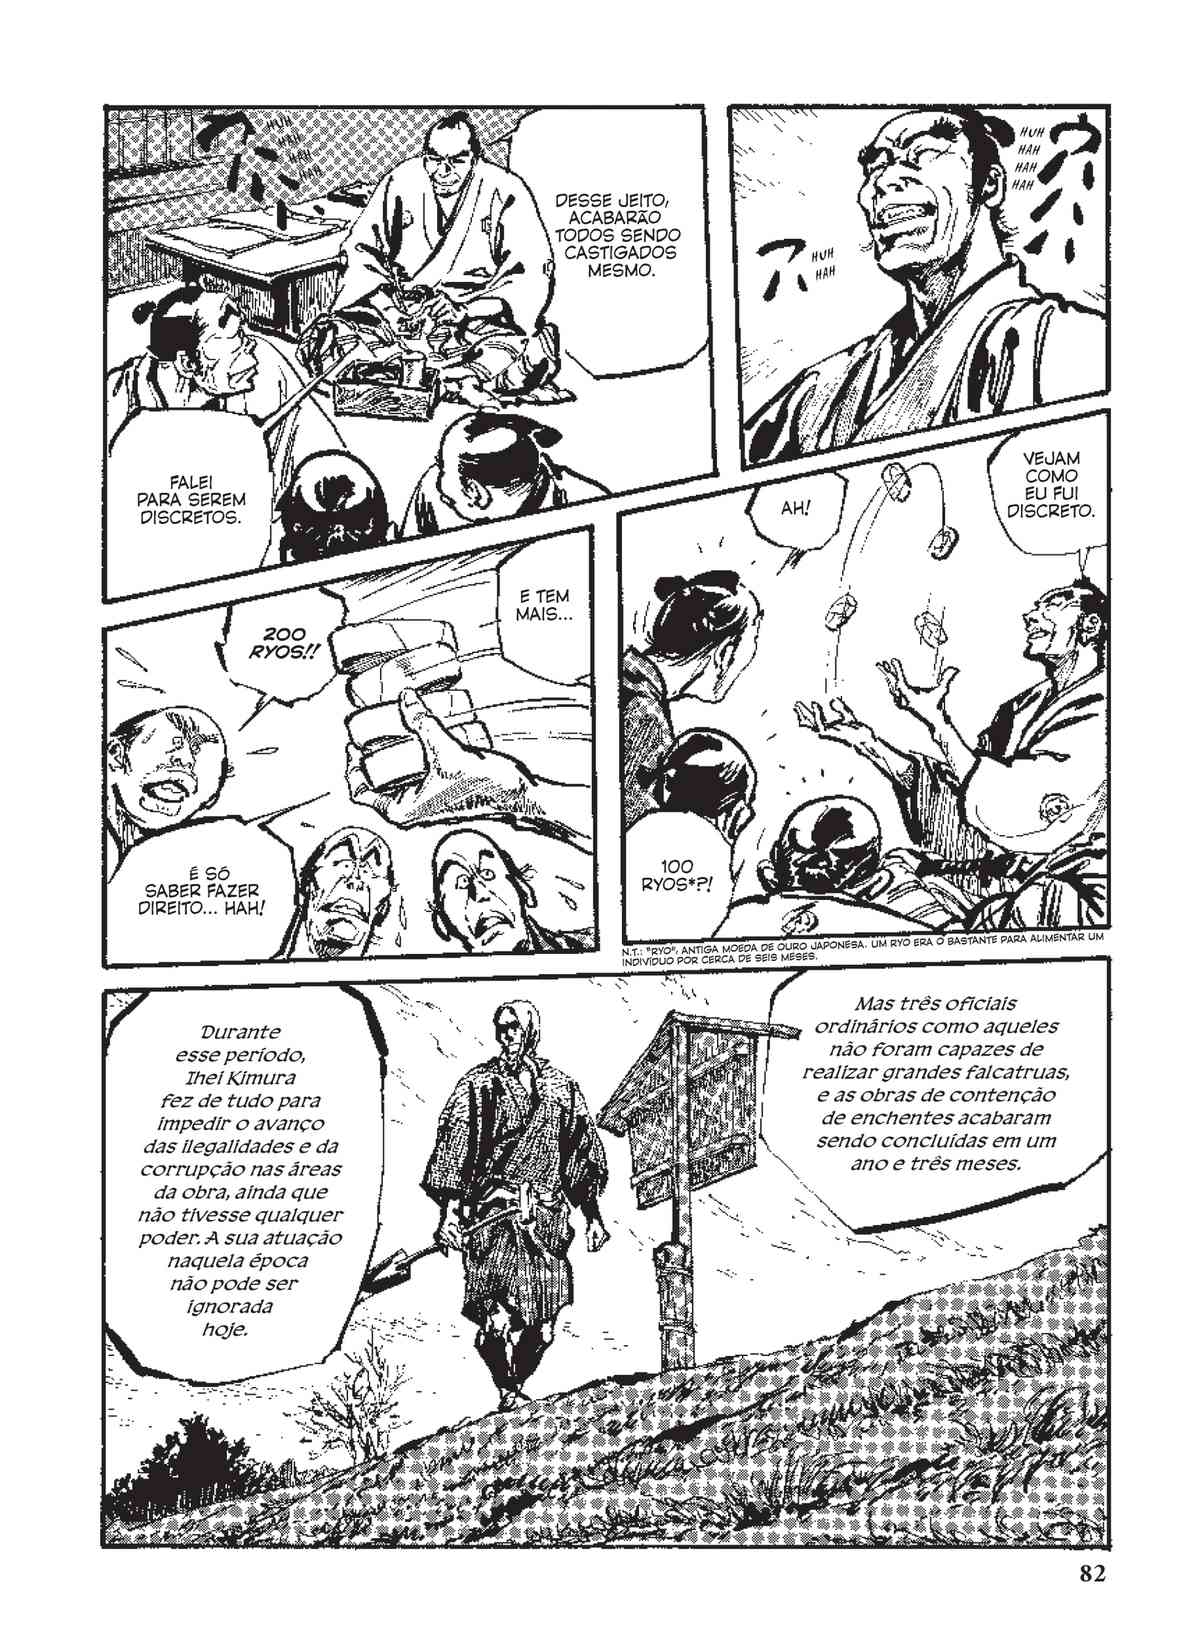 HUH
HAH
HAH
HAH
DESSE JEITO,
ACABARÃO
TODOS SENDO
CASTIGADOS
MESMO.
FALEI
PARA SEREM
DISCRETOS.
HUH
HAH
HAH
HAH
HUH
HAH
AH!
VEJAM
COMO
EU FUI
DISCRETO.
100
RYOS*?!
N.T.: "RYO", ANTIGA MOEDA DE OURO JAPONESA. UM RYO ERA O BASTANTE PARA ALIMENTAR UM
INDIVÍDUO POR CERCA DE SEIS MESES.
E TEM
MAIS...
200
RYOS!!
É SÓ
SABER FAZER
DIREITO... HAH!
Durante
esse período,
Ihei Kimura
fez de tudo para
impedir o avanço
das ilegalidades e da
corrupção nas áreas
da obra, ainda que
não tivesse qualquer
poder. A sua atuação
naquela época
não pode ser
ignorada
hoje.
Mas três oficiais
ordinários como aqueles
não foram capazes de
realizar grandes falcatruas,
e as obras de contenção
de enchentes acabaram
sendo concluídas em um
ano e três meses.
82